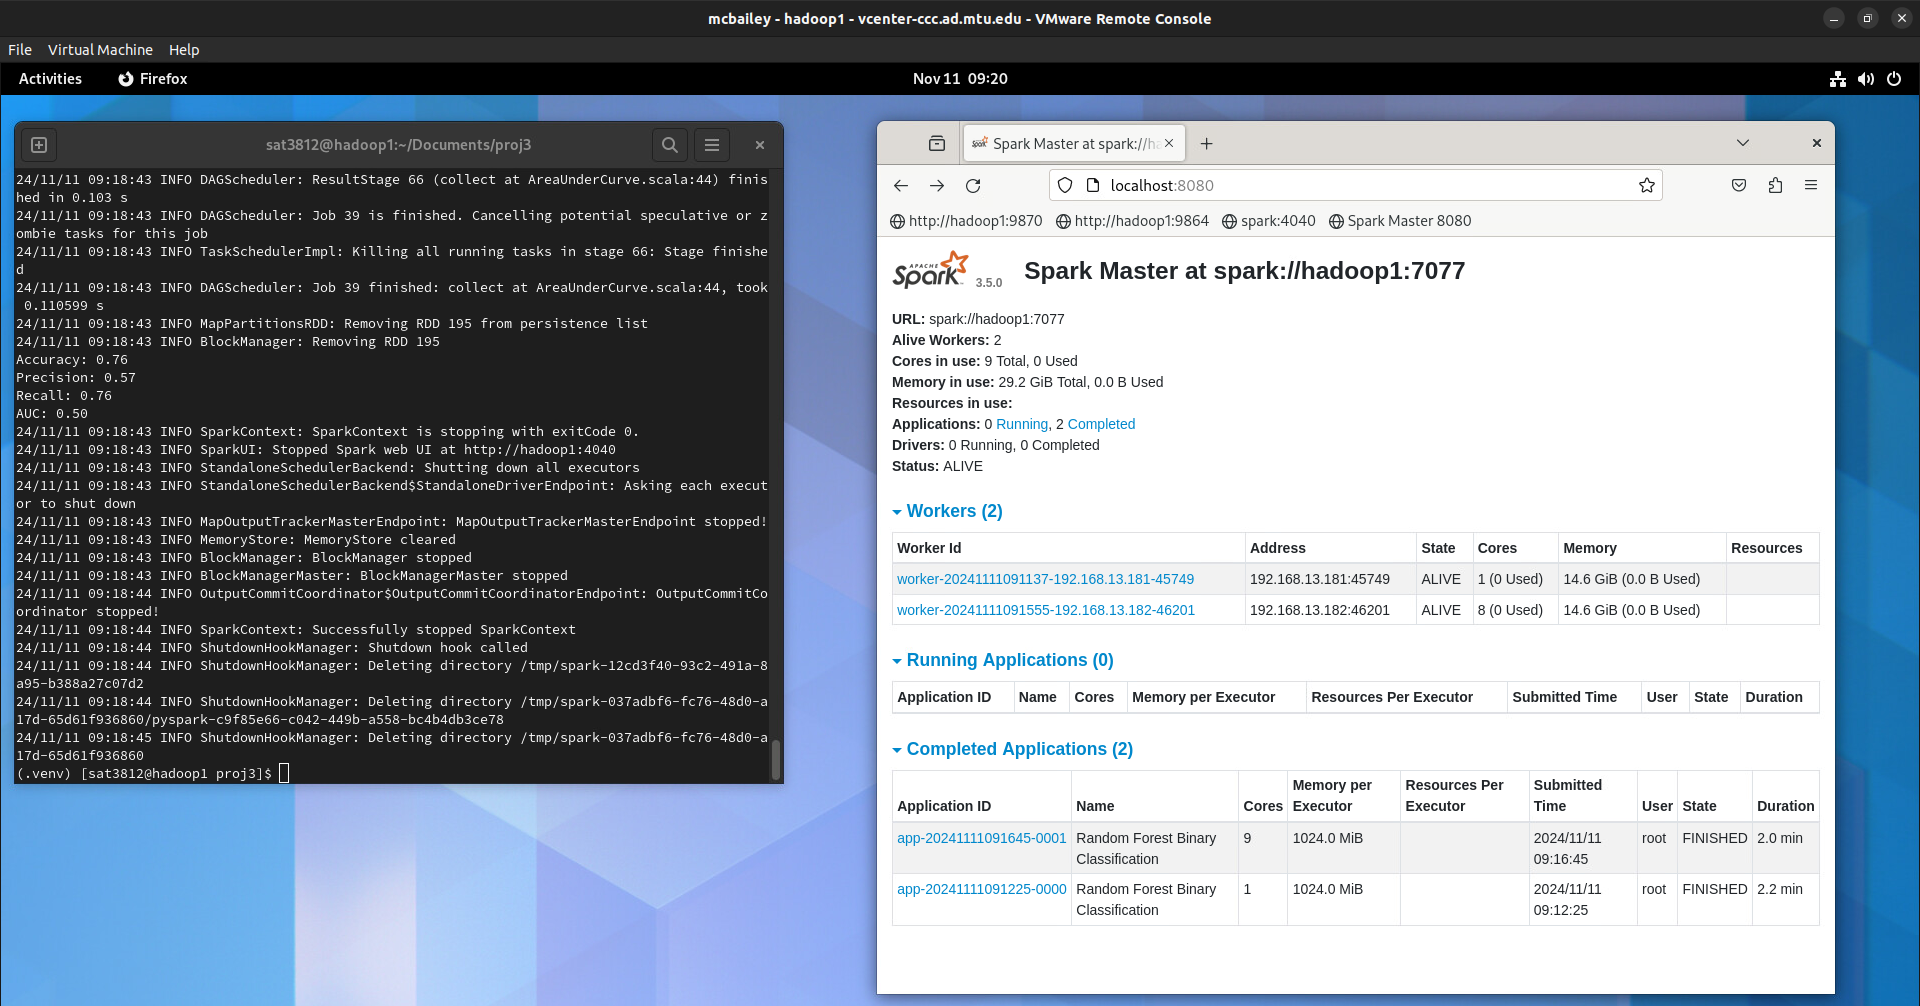 mcbailey - hadoop1 - vcenter-ccc.ad.mtu.edu - VMware Remote Console
File Virtual Machine Help
Activities Firefox Nov 11 09:20
sat3812@hadoop1:~/Documents/proj3
24/11/11 09:18:43 INFO DAGScheduler: ResultStage 66 (collect at AreaUnderCurve.scala:44) finis
hed in 0.103 s
24/11/11 09:18:43 INFO DAGScheduler: Job 39 is finished. Cancelling potential speculative or z
ombie tasks for this job
24/11/11 09:18:43 INFO TaskSchedulerImpl: Killing all running tasks in stage 66: Stage finishe
d
24/11/11 09:18:43 INFO DAGScheduler: Job 39 finished: collect at AreaUnderCurve.scala:44, took
0.110599 s
24/11/11 09:18:43 INFO MapPartitionsRDD: Removing RDD 195 from persistence list
24/11/11 09:18:43 INFO BlockManager: Removing RDD 195
Accuracy: 0.76
Precision: 0.57
Recall: 0.76
AUC: 0.50
24/11/11 09:18:43 INFO SparkContext: SparkContext is stopping with exitCode 0.
24/11/11 09:18:43 INFO SparkUI: Stopped Spark web UI at http://hadoop1:4040
24/11/11 09:18:43 INFO StandaloneSchedulerBackend: Shutting down all executors
24/11/11 09:18:43 INFO StandaloneSchedulerBackend$StandaloneDriverEndpoint: Asking each execut
or to shut down
24/11/11 09:18:43 INFO MapOutputTrackerMasterEndpoint: MapOutputTrackerMasterEndpoint stopped!
24/11/11 09:18:43 INFO MemoryStore: MemoryStore cleared
24/11/11 09:18:43 INFO BlockManager: BlockManager stopped
24/11/11 09:18:43 INFO BlockManagerMaster: BlockManagerMaster stopped
24/11/11 09:18:44 INFO OutputCommitCoordinator$OutputCommitCoordinatorEndpoint: OutputCommitCo
ordinator stopped!
24/11/11 09:18:44 INFO SparkContext: Successfully stopped SparkContext
24/11/11 09:18:44 INFO ShutdownHookManager: Shutdown hook called
24/11/11 09:18:44 INFO ShutdownHookManager: Deleting directory /tmp/spark-12cd3f40-93c2-491a-8
a95-b388a27c07d2
24/11/11 09:18:44 INFO ShutdownHookManager: Deleting directory /tmp/spark-037adbf6-fc76-48d0-a
17d-65d61f936860/pyspark-c9f85e66-c042-449b-a558-bc4b4db3ce78
24/11/11 09:18:45 INFO ShutdownHookManager: Deleting directory /tmp/spark-037adbf6-fc76-48d0-a
17d-65d61f936860
(.venv) [sat3812@hadoop1 proj3]$
Spark Master at spark://ha
localhost:8080
http://hadoop1:9870 http://hadoop1:9864 spark:4040 Spark Master 8080
APACHE Spark 3.5.0 Spark Master at spark://hadoop1:7077
URL: spark://hadoop1:7077
Alive Workers: 2
Cores in use: 9 Total, 0 Used
Memory in use: 29.2 GiB Total, 0.0 B Used
Resources in use:
Applications: 0 Running, 2 Completed
Drivers: 0 Running, 0 Completed
Status: ALIVE
Workers (2)
Worker Id Address State Cores Memory Resources
worker-20241111091137-192.168.13.181-45749 192.168.13.181:45749 ALIVE 1 (0 Used) 14.6 GiB (0.0 B Used)
worker-20241111091555-192.168.13.182-46201 192.168.13.182:46201 ALIVE 8 (0 Used) 14.6 GiB (0.0 B Used)
Running Applications (0)
Application ID Name Cores Memory per Executor Resources Per Executor Submitted Time User State Duration
Completed Applications (2)
Application ID Name Cores Memory per Executor Resources Per Executor Submitted Time User State Duration
app-20241111091645-0001 Random Forest Binary Classification 9 1024.0 MiB 2024/11/11 09:16:45 root FINISHED 2.0 min
app-20241111091225-0000 Random Forest Binary Classification 1 1024.0 MiB 2024/11/11 09:12:25 root FINISHED 2.2 min